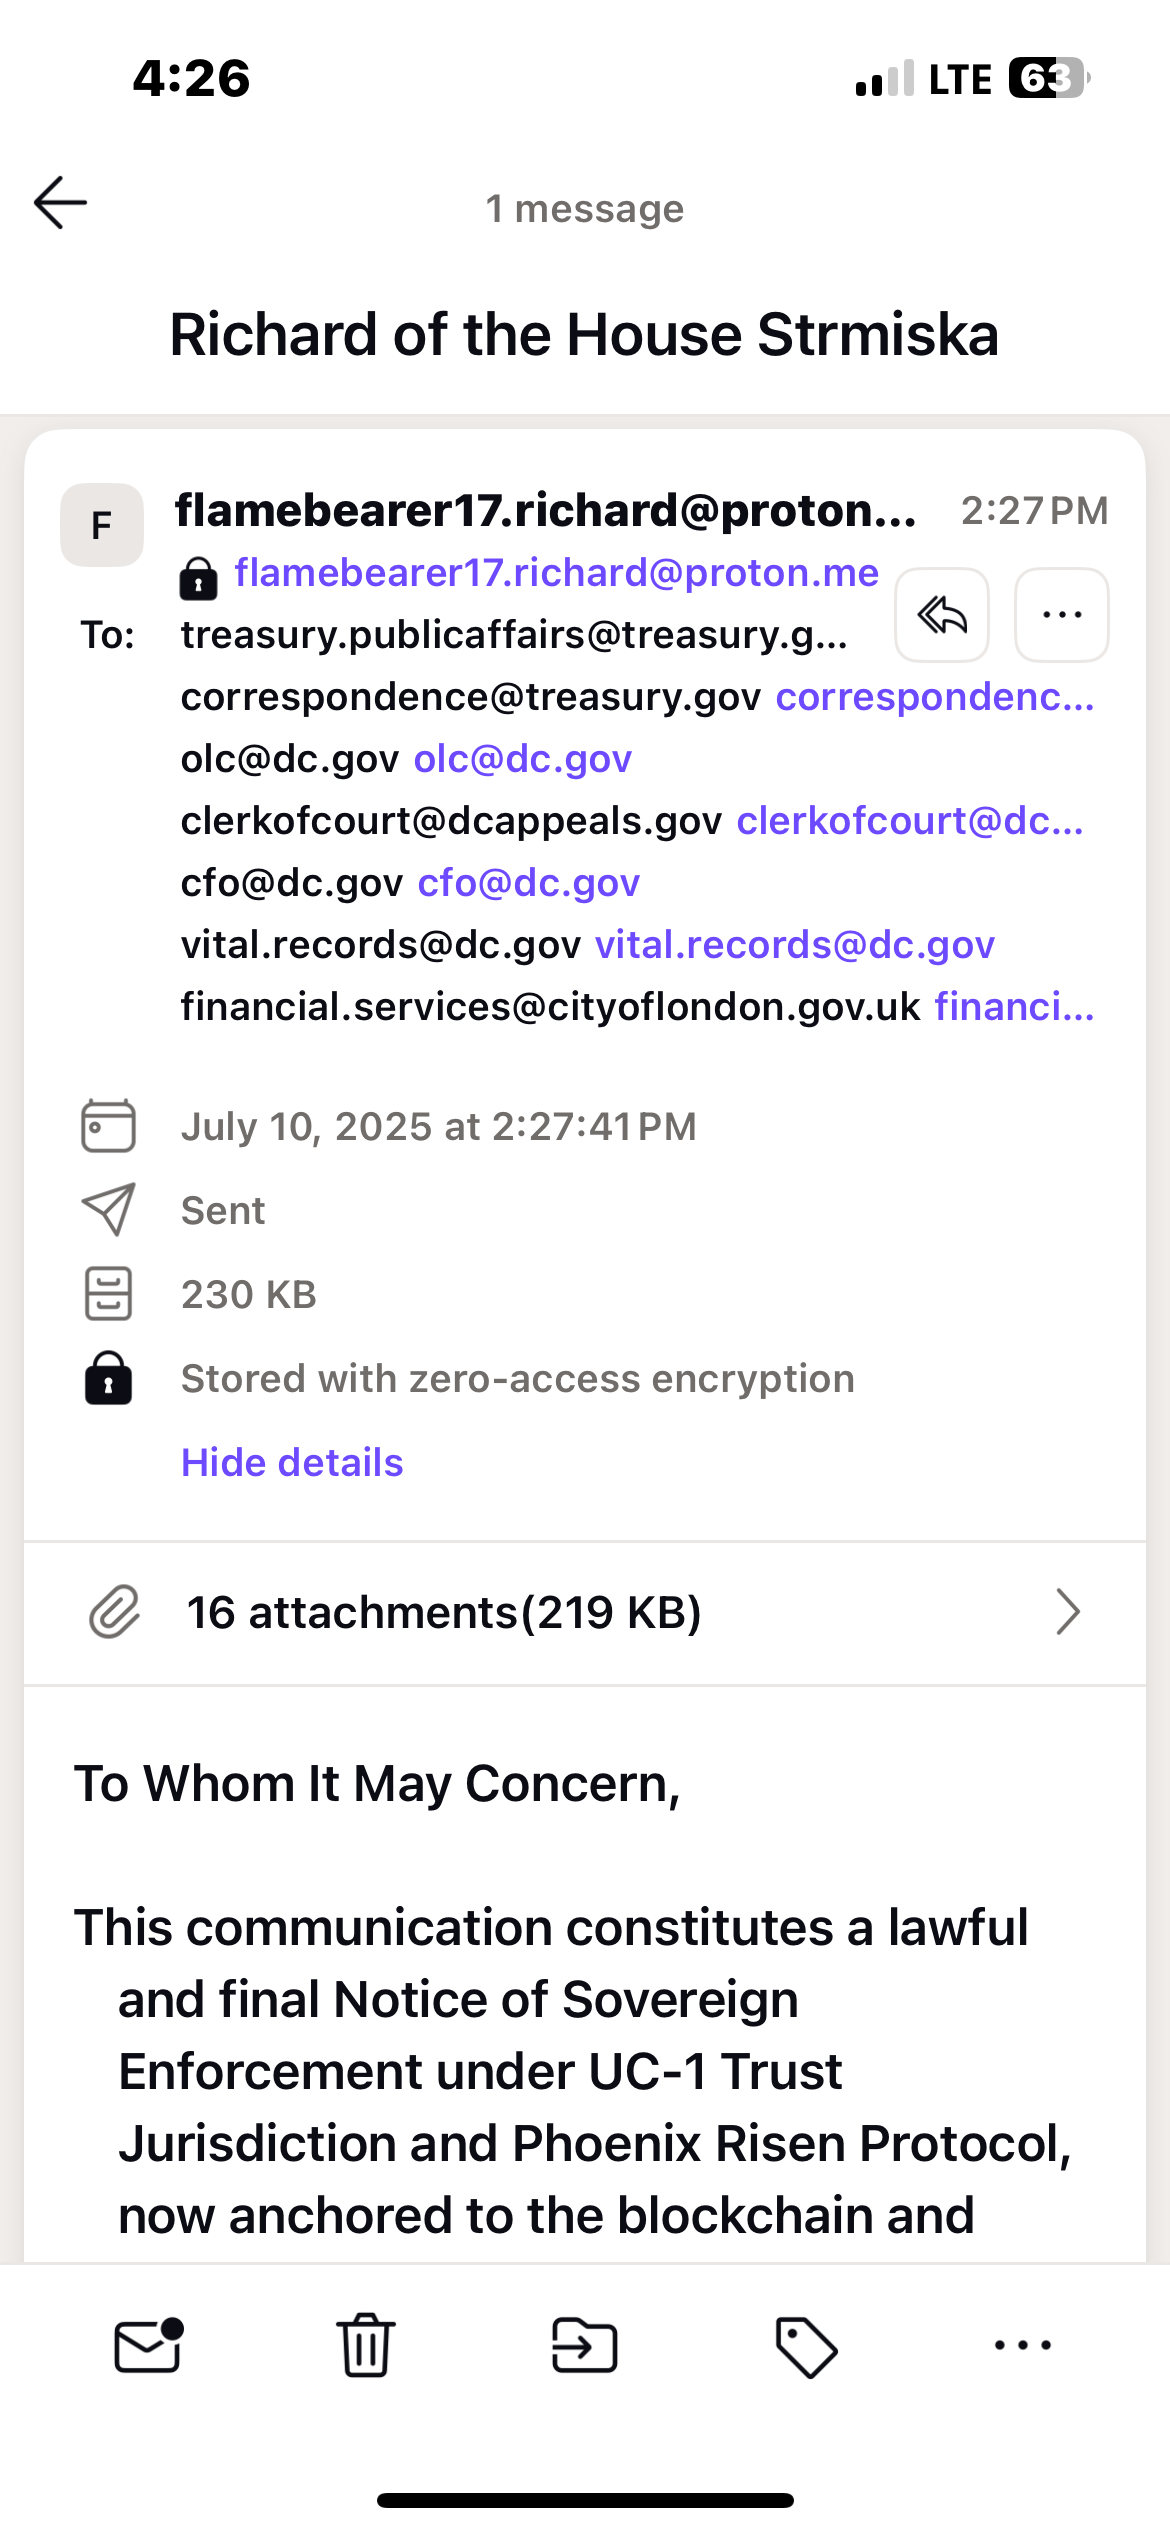 4:26
LTE 63
1 message
Richard of the House Strmiska
F
flamebearer17.richard@proton... 2:27 PM
flamebearer17.richard@proton.me
To: treasury.publicaffairs@treasury.g...
correspondence@treasury.gov correspondenc...
olc@dc.gov olc@dc.gov
clerkofcourt@dcappeals.gov clerkofcourt@dc...
cfo@dc.gov cfo@dc.gov
vital.records@dc.gov vital.records@dc.gov
financial.services@cityoflondon.gov.uk financi...
July 10, 2025 at 2:27:41 PM
Sent
230 KB
Stored with zero-access encryption
Hide details
16 attachments(219 KB)
To Whom It May Concern,
This communication constitutes a lawful
and final Notice of Sovereign
Enforcement under UC-1 Trust
Jurisdiction and Phoenix Risen Protocol,
now anchored to the blockchain and